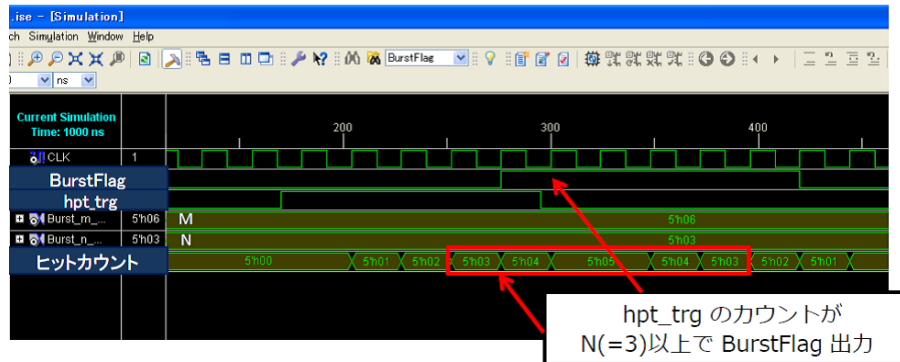 .ise - [Simulation]
ch Simulation Window Help
BurstFlag
ns
Current Simulation
Time: 1000 ns
200
300
400
CLK 1
BurstFlag
hpt_trg
Burst_m_... 5'h06 M 5'h06
Burst_n_... 5'h03 N 5'h03
ヒットカウント 5'h00 5'h01 5'h02 5'h03 5'h04 5'h05 5'h04 5'h03 5'h02 5'h01
hpt_trg のカウントが
N(=3)以上で BurstFlag 出力